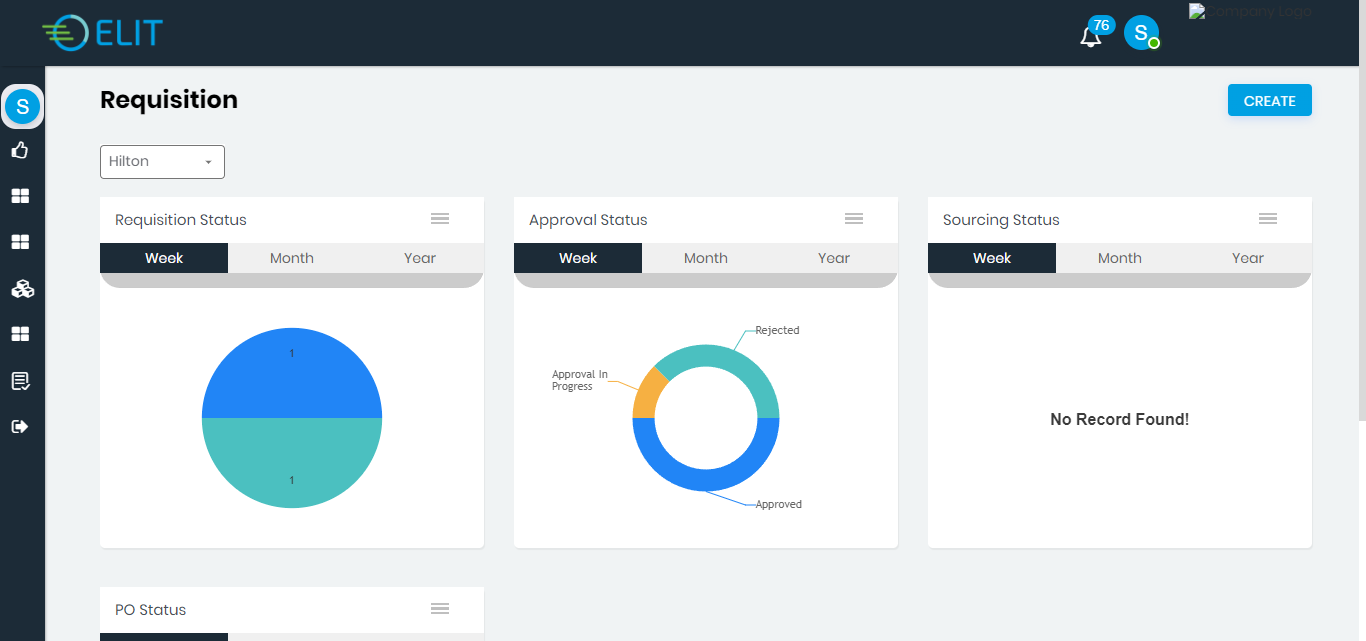 ELIT
76
S
Company Logo
S
Requisition
CREATE
Hilton
Requisition Status
Week
Month
Year
1
1
Approval Status
Week
Month
Year
Rejected
Approval In
Progress
Approved
Sourcing Status
Week
Month
Year
No Record Found!
PO Status